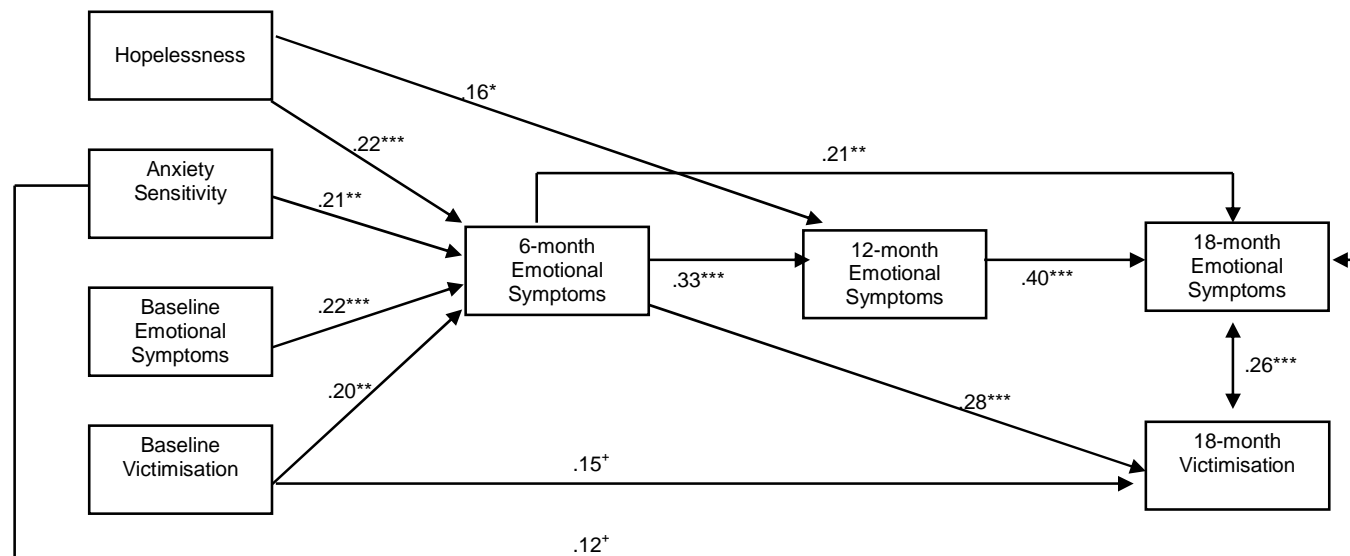 Hopelessness
.16*
.22***
Anxiety
Sensitivity
.21**
.21**
6-month
Emotional
Symptoms
12-month
Emotional
Symptoms
18-month
Emotional
Symptoms
.33***
.40***
Baseline
Emotional
Symptoms
.22***
.20**
.28***
.26***
Baseline
Victimisation
.15⁺
18-month
Victimisation
.12⁺